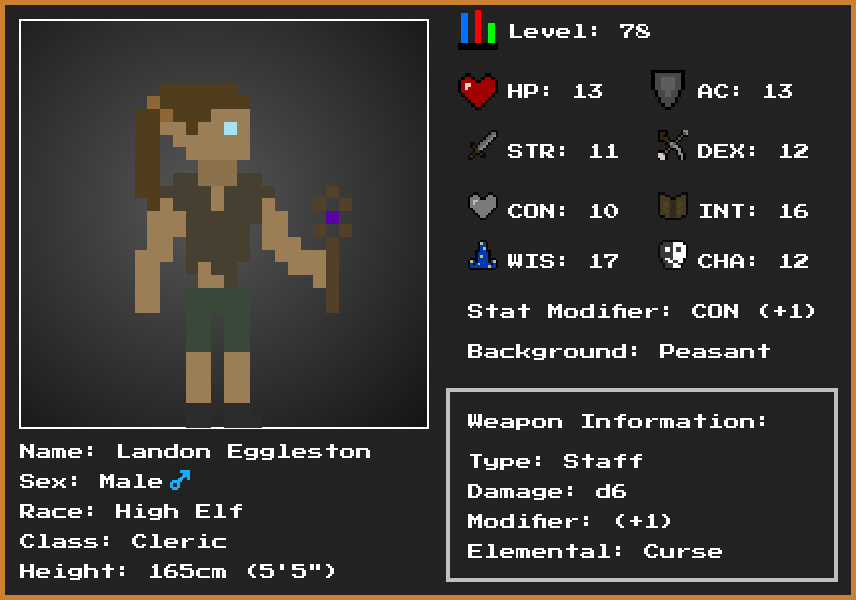 Level: 78
HP: 13 AC: 13
STR: 11 DEX: 12
CON: 10 INT: 16
WIS: 17 CHA: 12
Stat Modifier: CON (+1)
Background: Peasant
Weapon Information:
Type: Staff
Damage: d6
Modifier: (+1)
Elemental: Curse
Name: Landon Eggleston
Sex: Male♂
Race: High Elf
Class: Cleric
Height: 165cm (5'5")